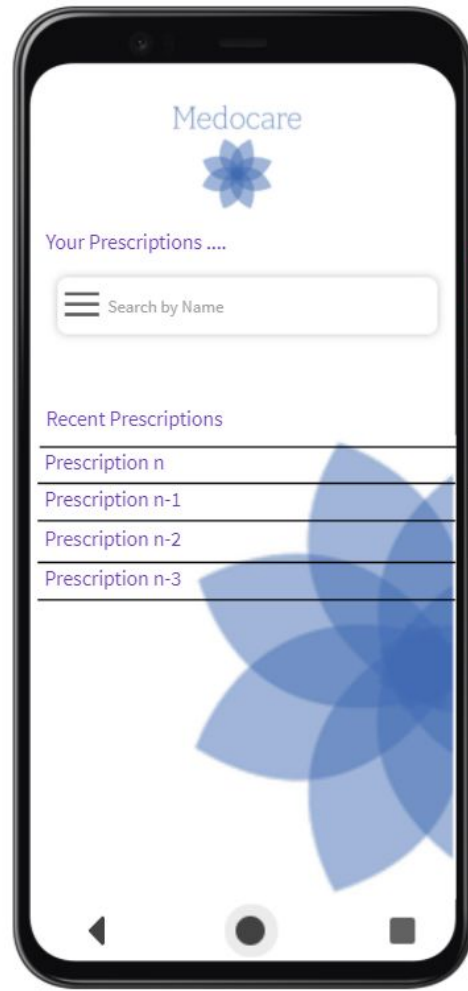 Medocare
Your Prescriptions ....
Search by Name
Recent Prescriptions
Prescription n
Prescription n-1
Prescription n-2
Prescription n-3